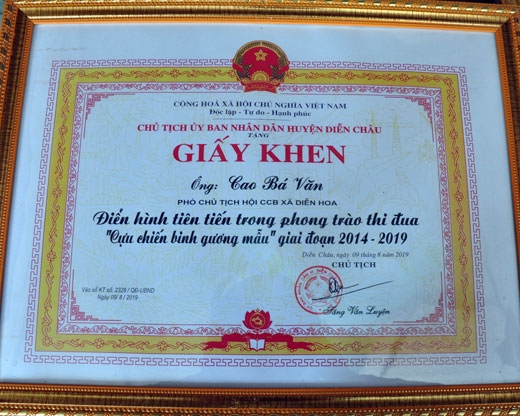 CỘNG HOÀ XÃ HỘI CHỦ NGHĨA VIỆT NAM
Độc lập - Tự do - Hạnh phúc
CHỦ TỊCH ỦY BAN NHÂN DÂN HUYỆN DIỄN CHÂU
TẶNG
GIẤY KHEN
Ông: Cao Bá Văn
PHÓ CHỦ TỊCH HỘI CCB XÃ DIỄN HOA
Điển hình tiên tiến trong phong trào thi đua
"Cựu chiến binh gương mẫu" giai đoạn 2014 - 2019
Diễn Châu, ngày 09 tháng 8 năm 2019
CHỦ TỊCH
Vào sổ KT số: 2328 / QĐ-UBND
Ngày 09/ 8 / 2019
Tăng Văn Luyện